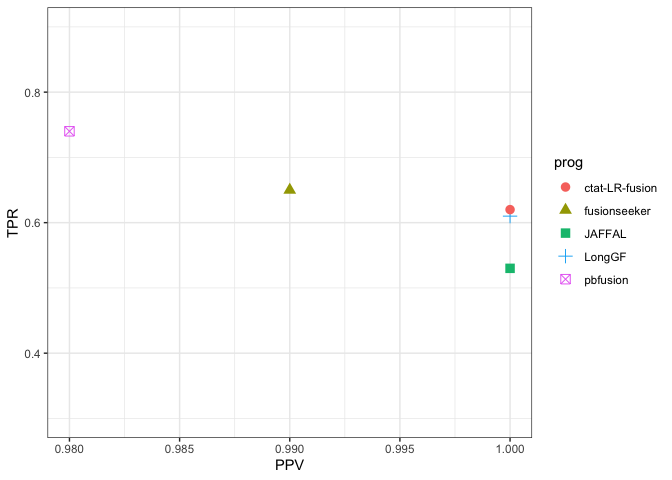 TPR
0.8
0.6
0.4
0.980
0.985
0.990
0.995
1.000
PPV
prog
ctat-LR-fusion
fusionseeker
JAFFAL
LongGF
pbfusion